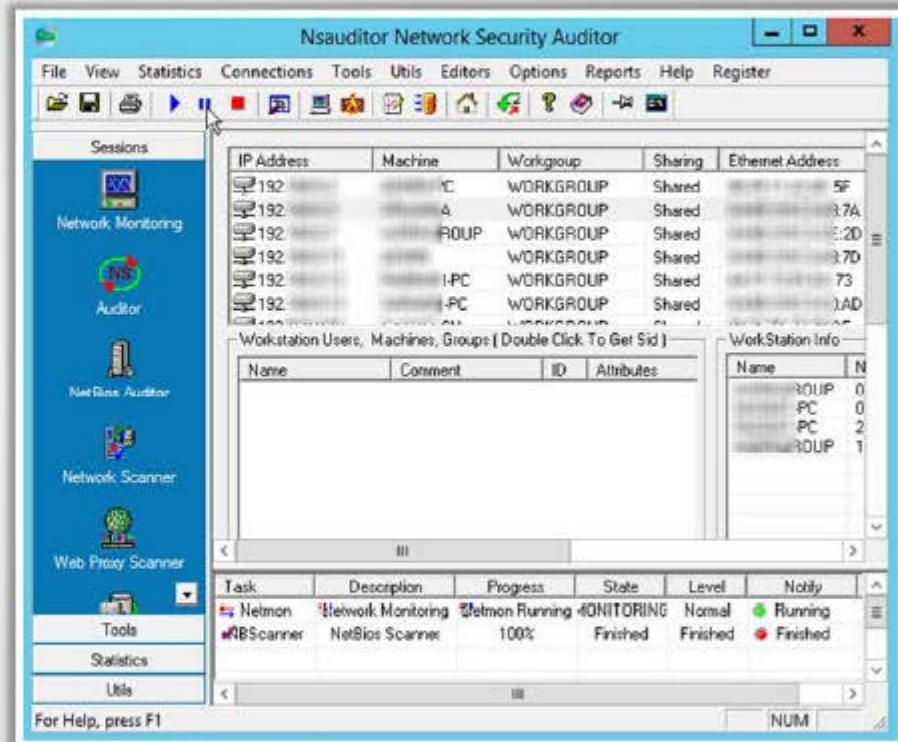 Nsauditor Network Security Auditor
File View Statistics Connections Tools Utils Editors Options Reports Help Register
Sessions
Network Monitoring
Auditor
NetBios Auditor
Network Scanner
Web Proxy Scanner
Tools
Statistics
Utils
IP Address Machine Workgroup Sharing Ethernet Address
192. WORKGROUP Shared 5F
192. A WORKGROUP Shared :7A
192. ROUP WORKGROUP Shared E:2D
192. WORKGROUP Shared :7D
192. I-PC WORKGROUP Shared 73
192. -PC WORKGROUP Shared :AD
Workstation Users, Machines, Groups ( Double Click To Get Sid )
Name Comment ID Attributes
WorkStation Info
Name N
ROUP 0
-PC 0
PC 2
ROUP 1
Task Description Progress State Level Notify
Netmon Network Monitoring Netmon Running MONITORING Normal Running
NBScanner NetBios Scanner 100% Finished Finished Finished
For Help, press F1
NUM